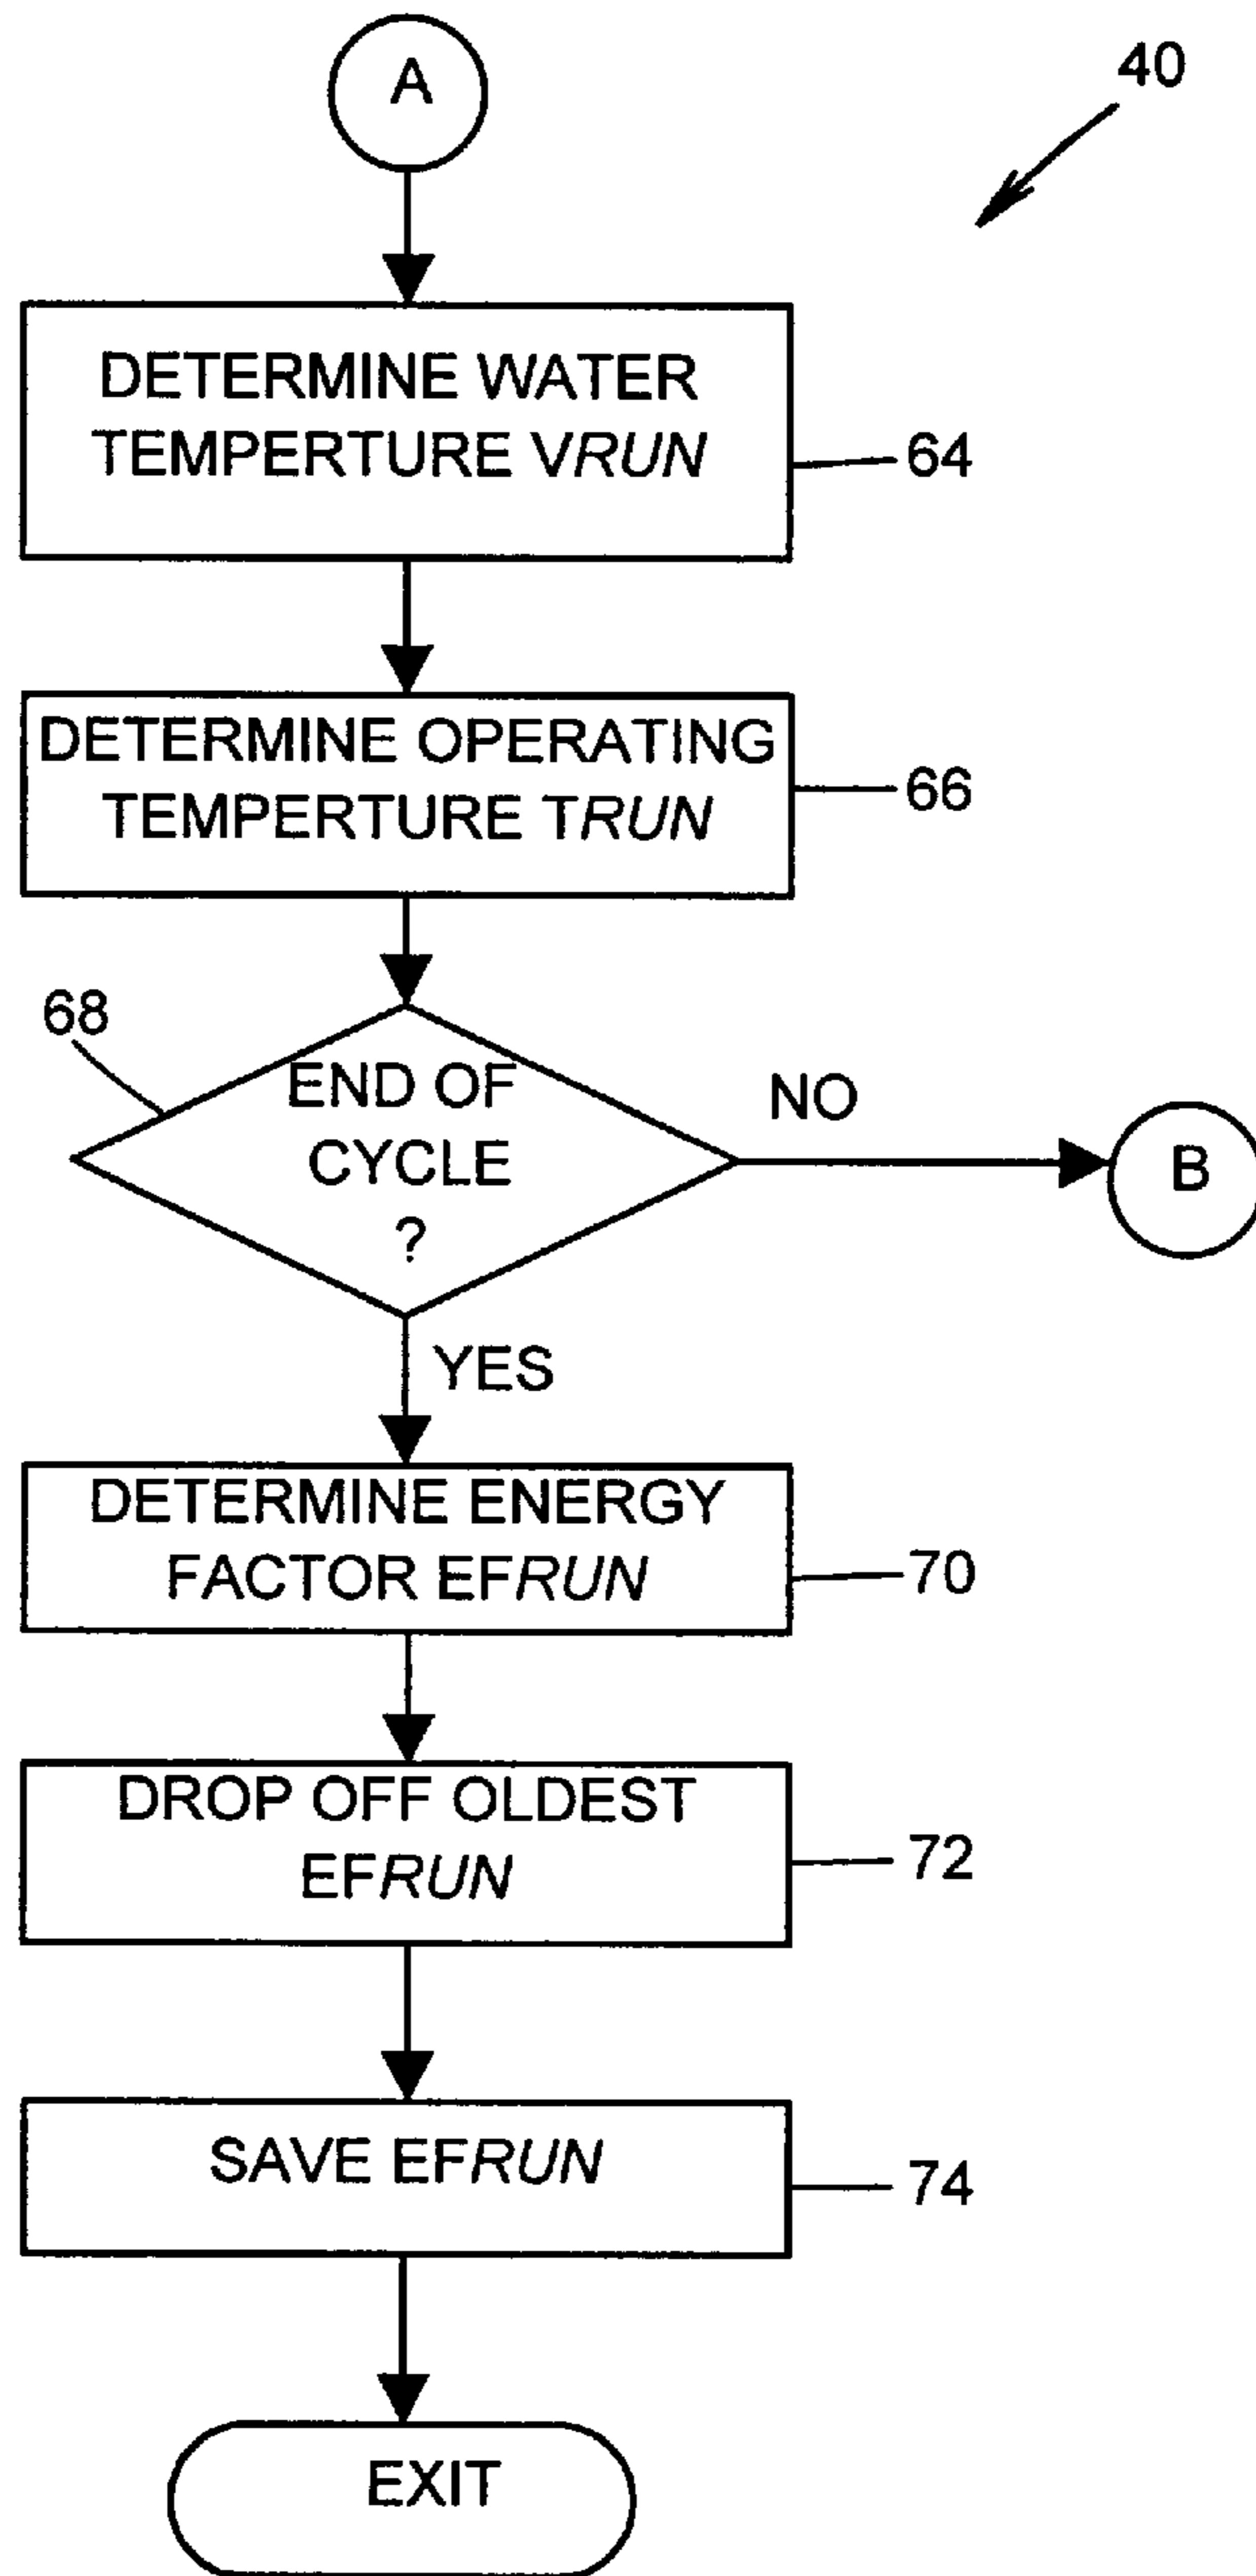 A
40
DETERMINE WATER
TEMPERTURE VRUN
64
DETERMINE OPERATING
TEMPERTURE TRUN
66
68
END OF
CYCLE
?
NO
B
YES
DETERMINE ENERGY
FACTOR EFRUN
70
DROP OFF OLDEST
EFRUN
72
SAVE EFRUN
74
EXIT